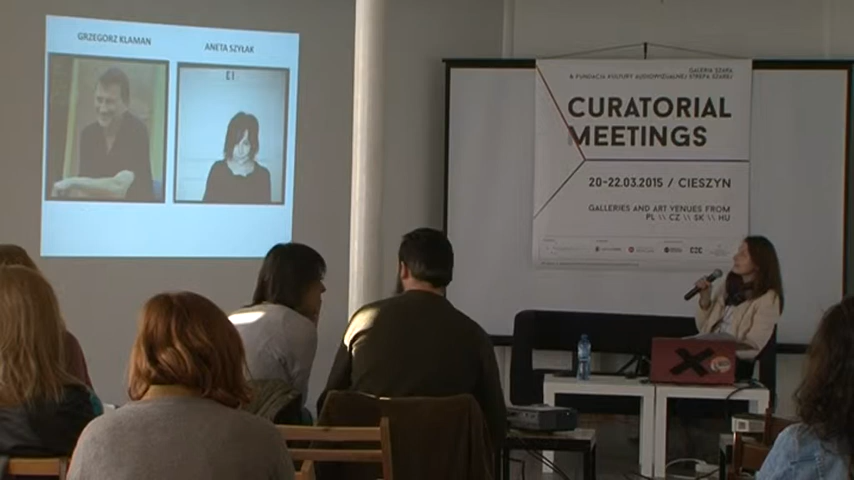 GRZEGORZ KLAMAN
ANETA SZYŁAK
GALERIA SZARA
& FUNDACJA KULTURY AUDIOWIZUALNEJ STREFA SZAREJ
CURATORIAL
MEETINGS
20-22.03.2015 / CIESZYN
GALLERIES AND ART VENUES FROM
PL \\ CZ \\ SK \\ HU